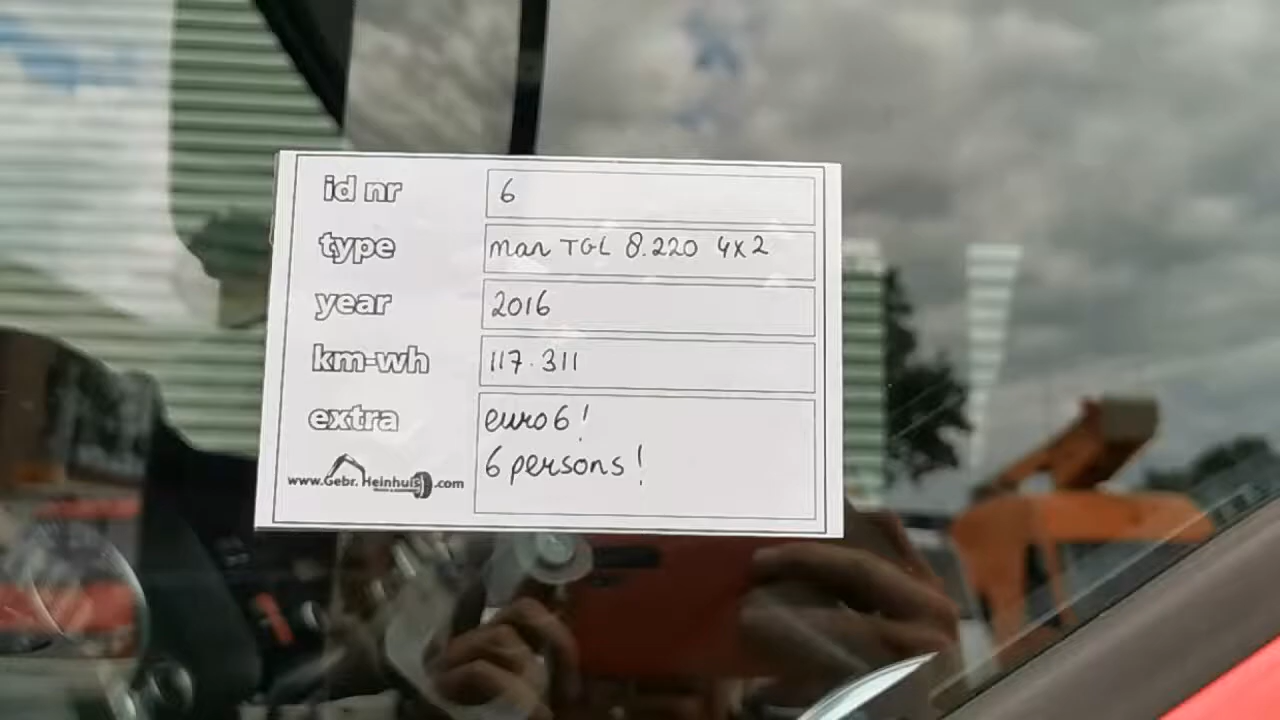 id nr 6
type man TGL 8.220 4x2
year 2016
km-wh 117.311
extra euro6!
6 persons!
www.Gebr.Heinhuis.com